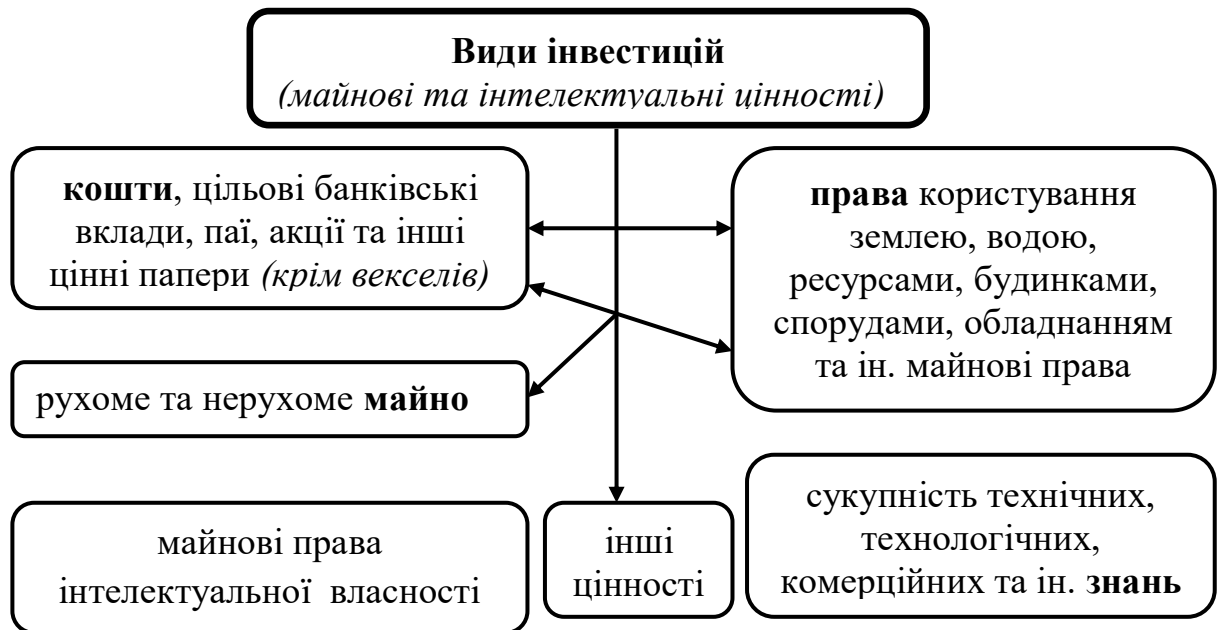 Види інвестицій
(майнові та інтелектуальні цінності)
кошти, цільові банківські
вклади, паї, акції та інші
цінні папери (крім векселів)
права користування
землею, водою,
ресурсами, будинками,
спорудами, обладнанням
та ін. майнові права
рухоме та нерухоме майно
майнові права
інтелектуальної власності
інші
цінності
сукупність технічних,
технологічних,
комерційних та ін. знань